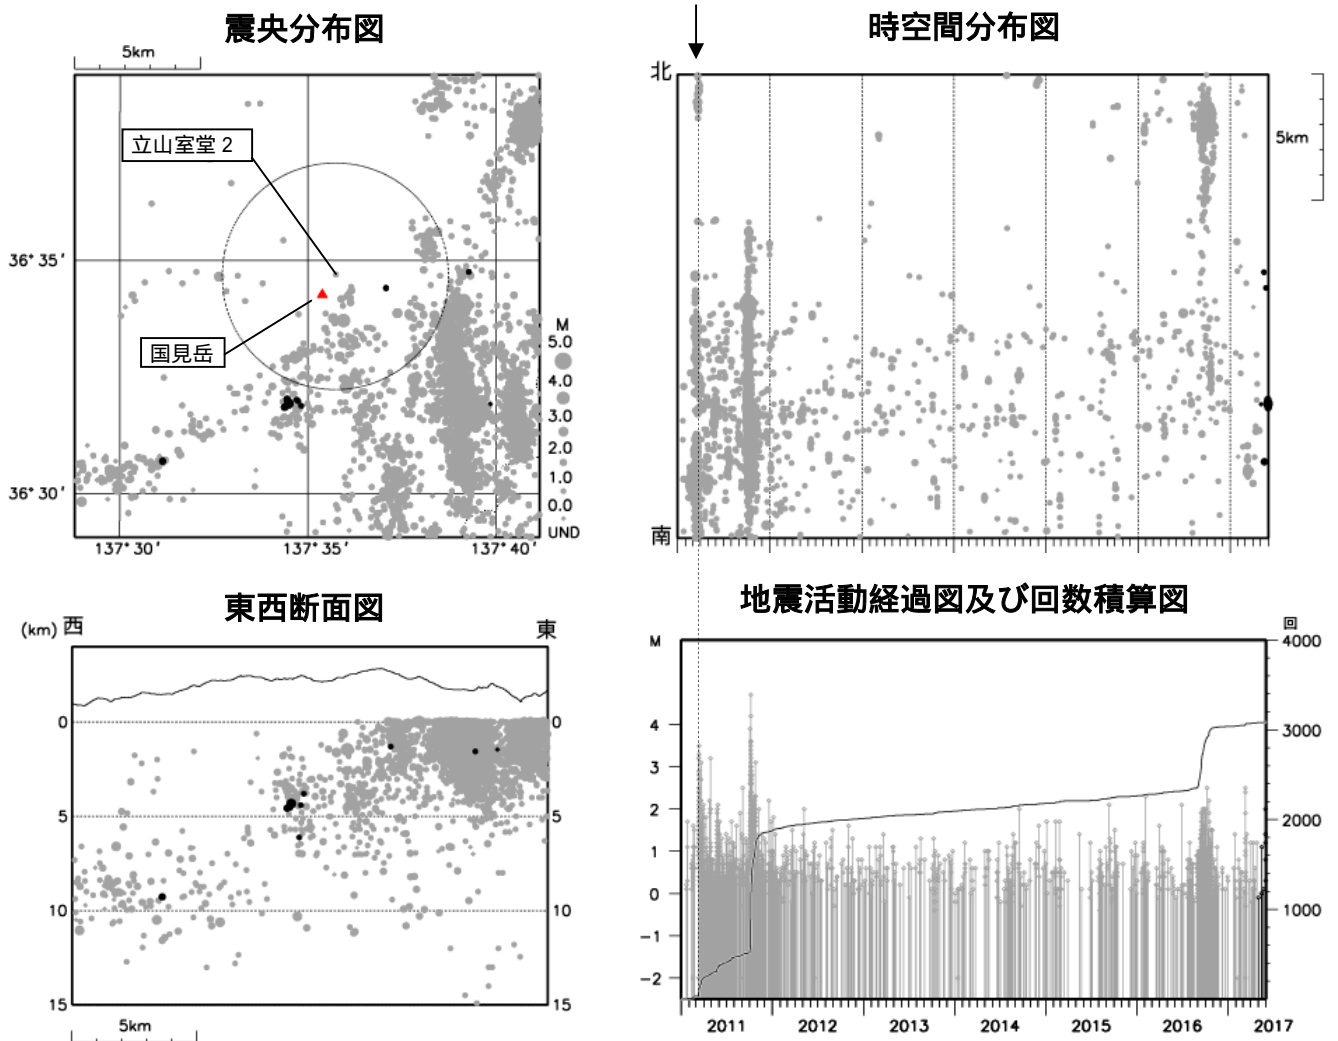 震央分布図
5km
立山室堂２
国見岳
36°35′
36°30′
137°30′
137°35′
137°40′
M
5.0
4.0
3.0
2.0
1.0
0.0
UND
時空間分布図
北
南
5km
東西断面図
(km) 西
東
0
5
10
15
0
5
10
15
5km
地震活動経過図及び回数積算図
M
回
4
3
2
1
0
-1
-2
4000
3000
2000
1000
2011
2012
2013
2014
2015
2016
2017